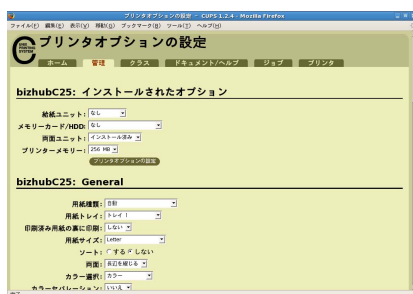 プリンタオプションの設定 - CUPS 1.2.4 - Mozilla Firefox
ファイル(F) 編集(E) 表示(V) 移動(G) ブックマーク(B) ツール(T) ヘルプ(H)
プリンタオプションの設定
ホーム 管理 クラス ドキュメント/ヘルプ ジョブ プリンタ
bizhubC25: インストールされたオプション
給紙ユニット: なし
メモリーカード/HDD: なし
両面ユニット: インストール済み
プリンターメモリー: 256 MB
プリンタオプションの設定
bizhubC25: General
用紙種類: 自動
用紙トレイ: トレイ 1
印刷済み用紙の裏に印刷: しない
用紙サイズ: Letter
ソート: する しない
両面: 長辺を綴じる
カラー選択: カラー
カラーセパレーション: いいえ
完了